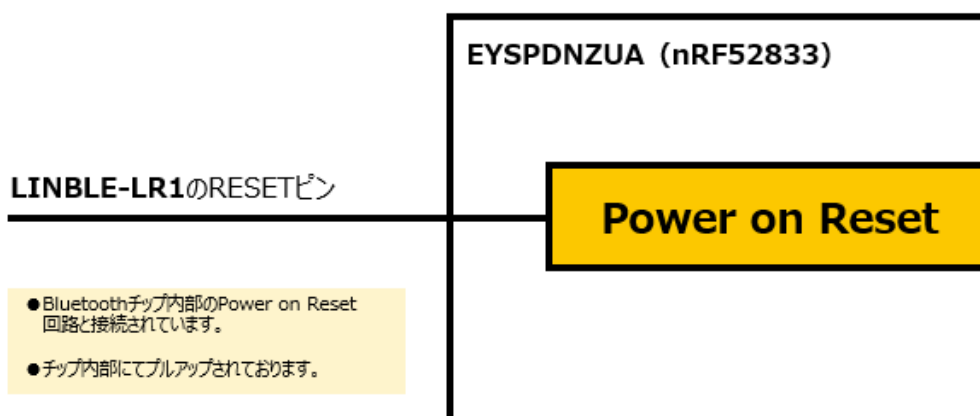 EYSPDNZUA（nRF52833）
LINBLE-LR1のRESETピン
Power on Reset
●Bluetoothチップ内部のPower on Reset
回路と接続されています。
●チップ内部にてプルアップされております。